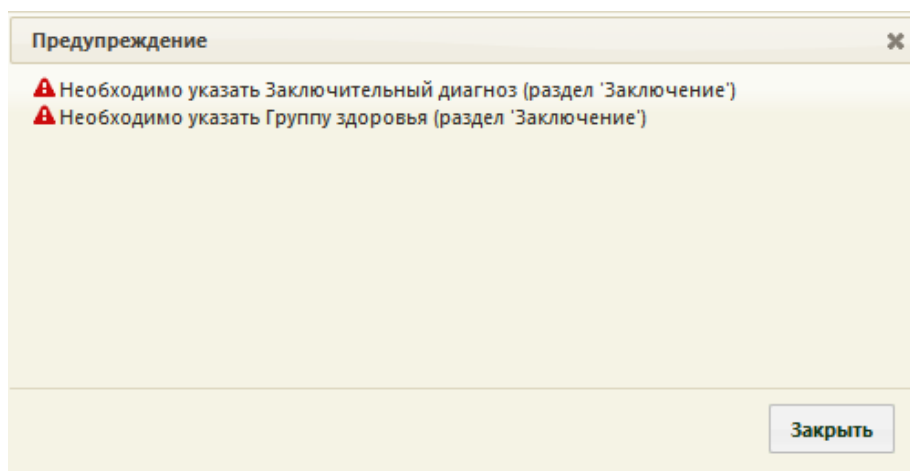 Предупреждение
Необходимо указать Заключительный диагноз (раздел 'Заключение')
Необходимо указать Группу здоровья (раздел 'Заключение')
Закрыть